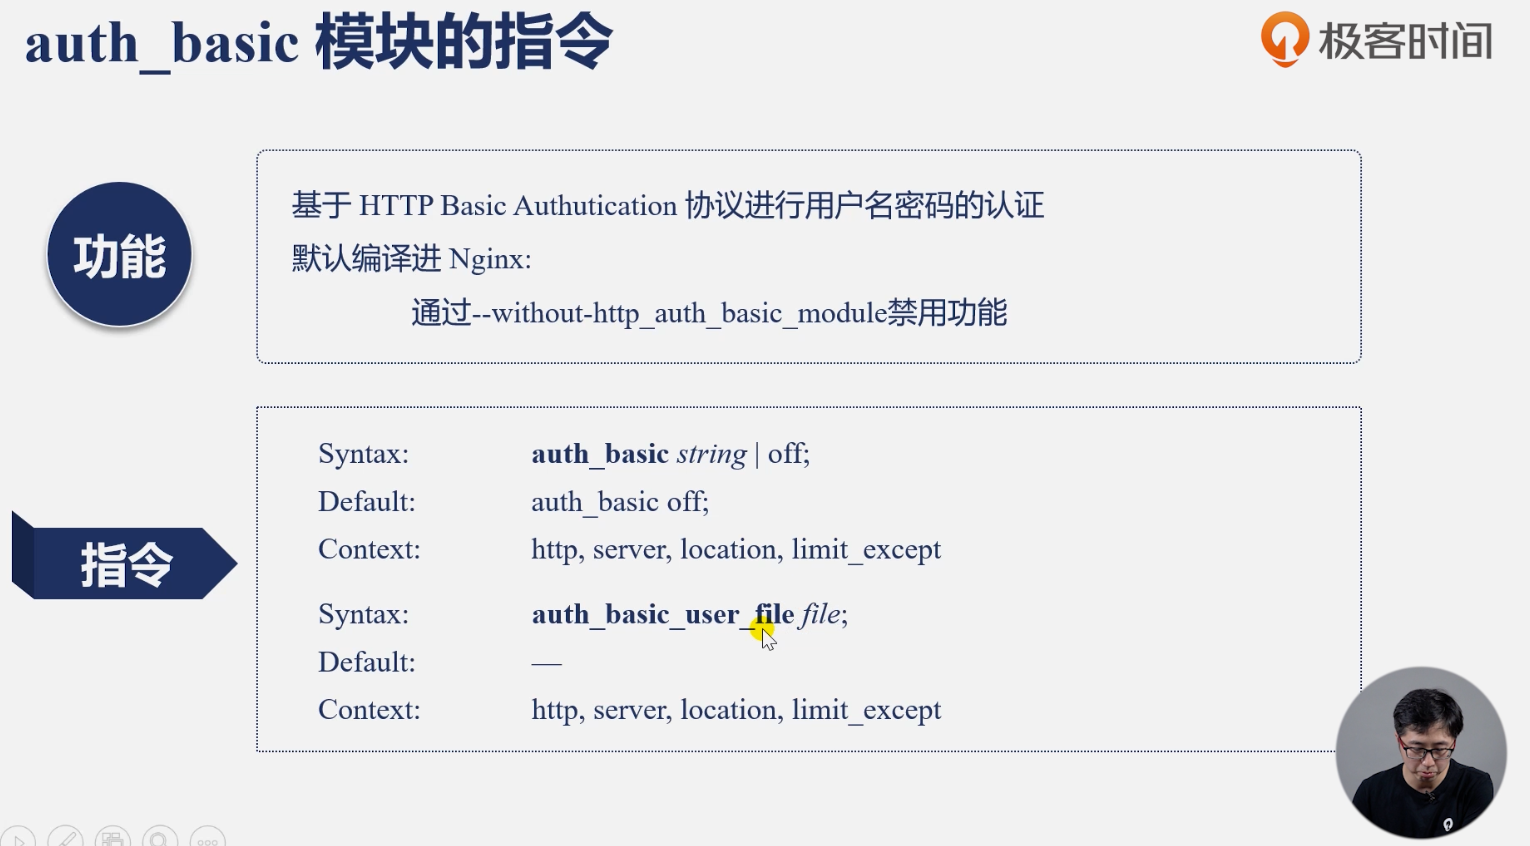 auth_basic 模块的指令
极客时间
功能
基于 HTTP Basic Authutication 协议进行用户名密码的认证
默认编译进 Nginx:
通过--without-http_auth_basic_module禁用功能
指令
Syntax: auth_basic string | off;
Default: auth_basic off;
Context: http, server, location, limit_except
Syntax: auth_basic_user_file file;
Default: —
Context: http, server, location, limit_except